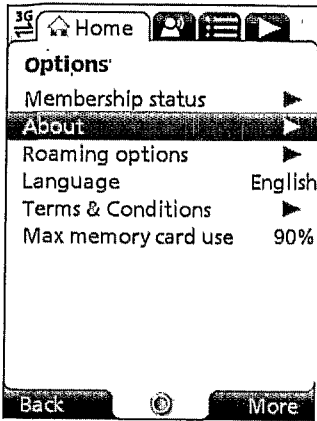 3G Home
Options
Membership status
About
Roaming options
Language English
Terms & Conditions
Max memory card use 90%
Back More